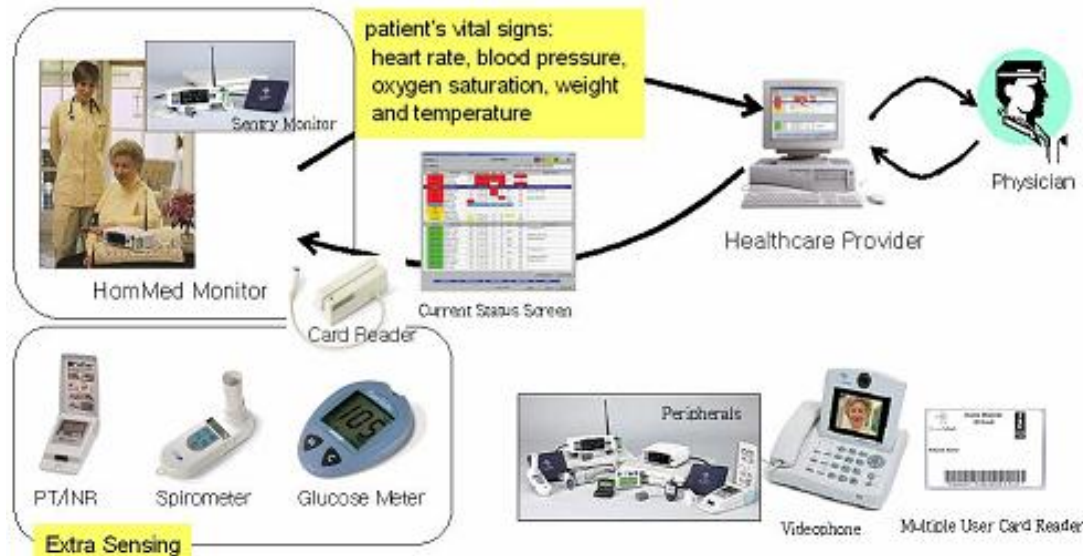 patient's vital signs:
heart rate, blood pressure,
oxygen saturation, weight
and temperature
Sentry Monitor
HomMed Monitor
Card Reader
Current Status Screen
Healthcare Provider
Physician
PT/INR
Spirometer
Glucose Meter
105
Extra Sensing
Peripherals
Videophone
Multiple User Card Reader